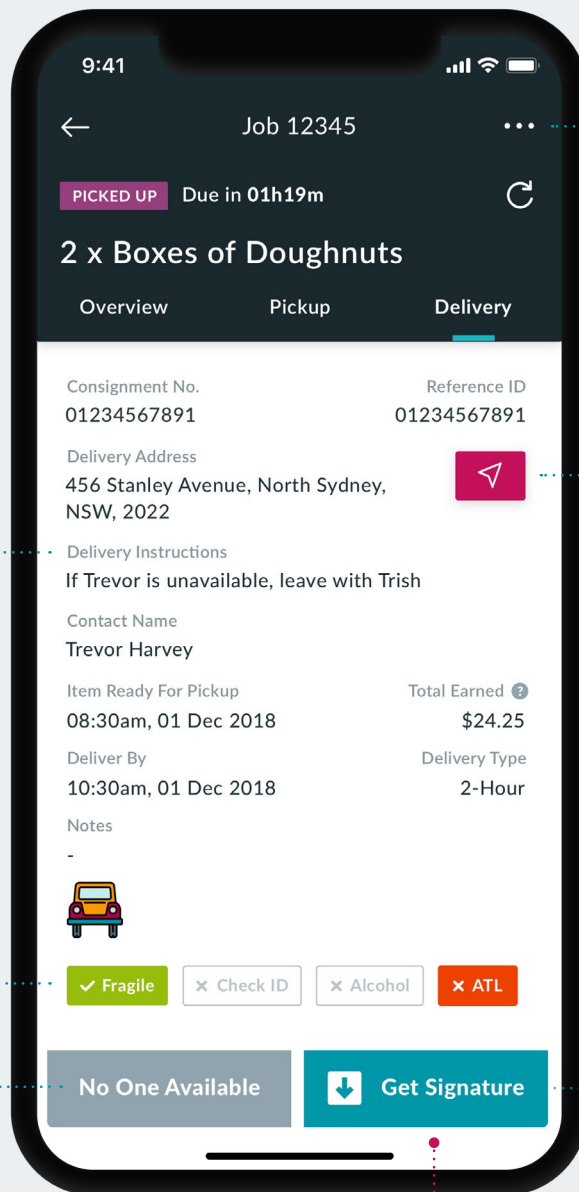 9:41
Job 12345
PICKED UP Due in 01h19m
2 x Boxes of Doughnuts
Overview Pickup Delivery
Consignment No. Reference ID
01234567891 01234567891
Delivery Address
456 Stanley Avenue, North Sydney,
NSW, 2022
Delivery Instructions
If Trevor is unavailable, leave with Trish
Contact Name
Trevor Harvey
Item Ready For Pickup Total Earned ?
08:30am, 01 Dec 2018 $24.25
Deliver By Delivery Type
10:30am, 01 Dec 2018 2-Hour
Notes
-
Fragile Check ID Alcohol ATL
No One Available Get Signature